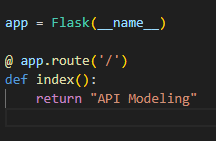 app = Flask(__name__)
@ app.route('/')
def index():
    return "API Modeling"